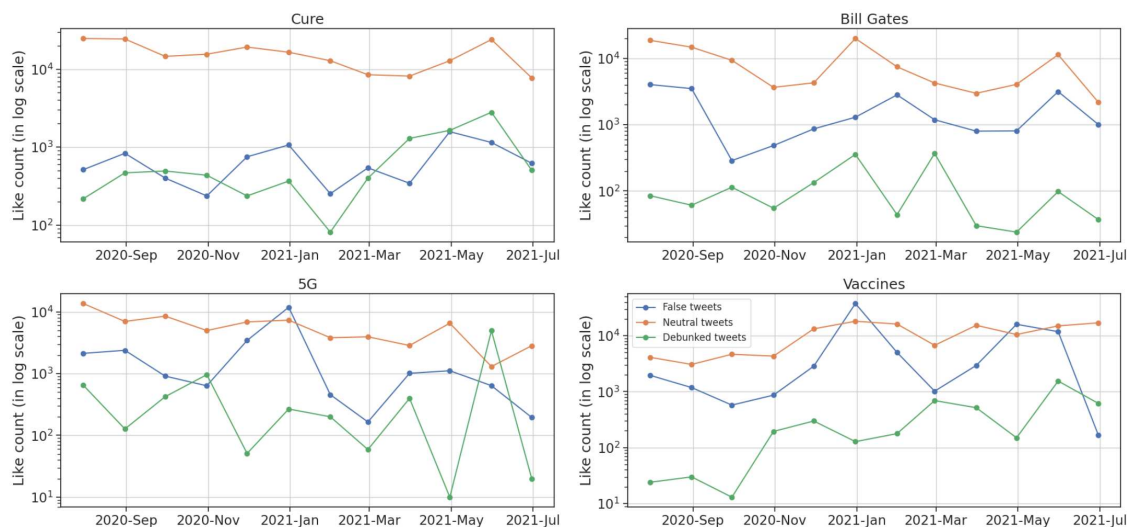 Cure
Like count (in log scale)
10^4
10^3
10^2
2020-Sep 2020-Nov 2021-Jan 2021-Mar 2021-May 2021-Jul
Bill Gates
Like count (in log scale)
10^4
10^3
10^2
2020-Sep 2020-Nov 2021-Jan 2021-Mar 2021-May 2021-Jul
5G
Like count (in log scale)
10^4
10^3
10^2
10^1
2020-Sep 2020-Nov 2021-Jan 2021-Mar 2021-May 2021-Jul
Vaccines
Like count (in log scale)
False tweets
Neutral tweets
Debunked tweets
10^4
10^3
10^2
10^1
2020-Sep 2020-Nov 2021-Jan 2021-Mar 2021-May 2021-Jul